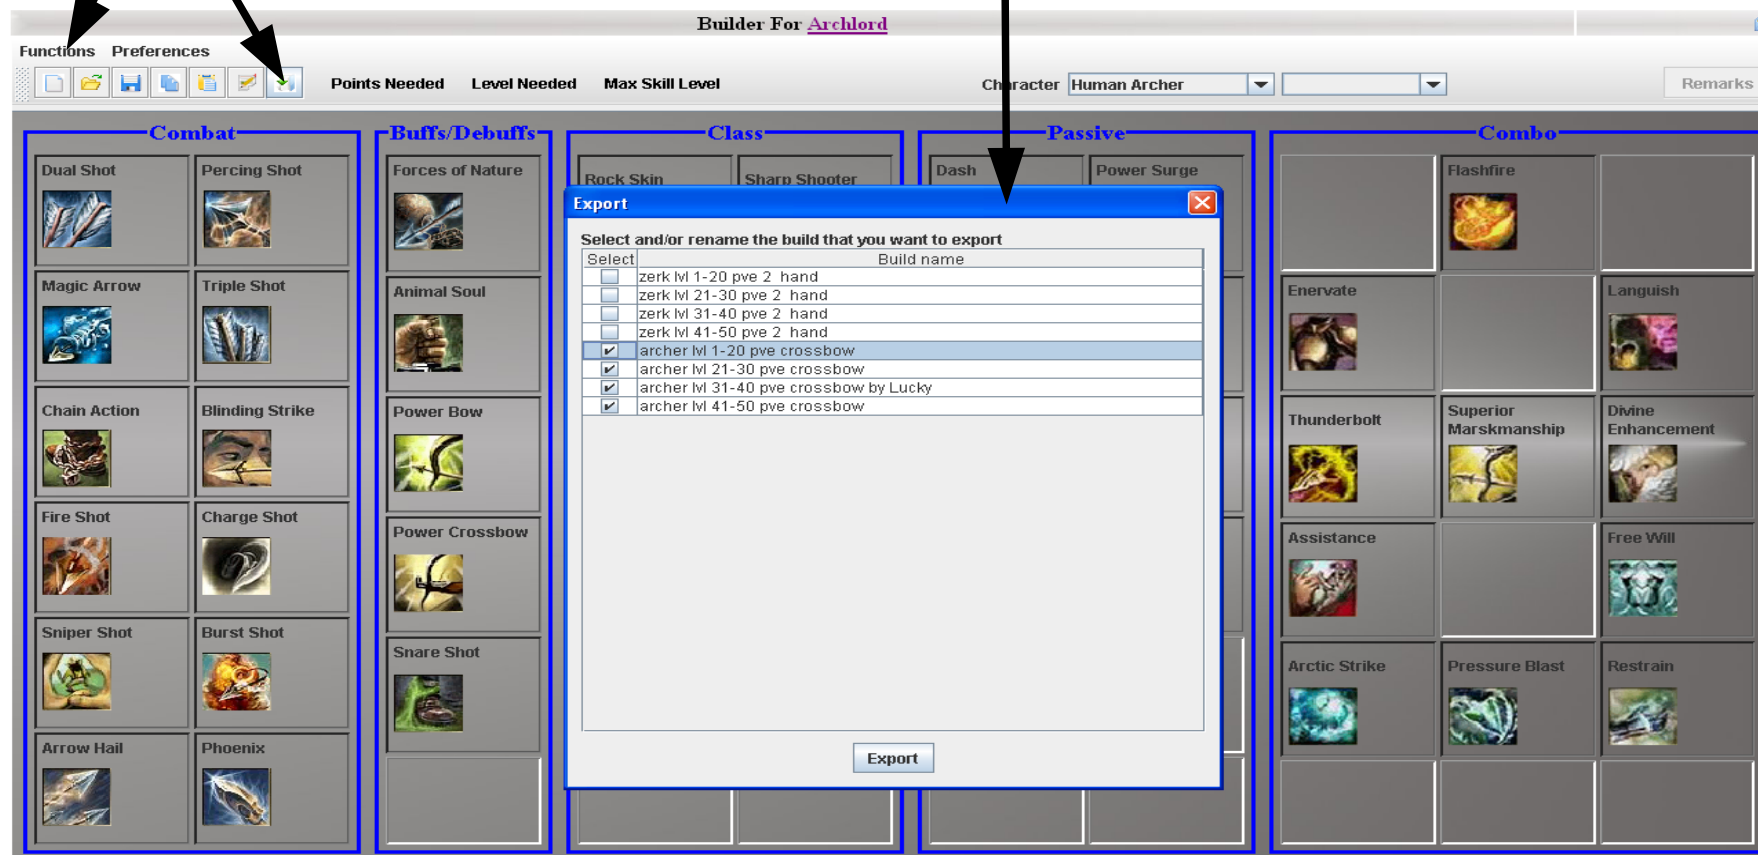 Builder For Archlord
Functions Preferences
Points Needed Level Needed Max Skill Level Character Human Archer Remarks
Combat Buffs/Debuffs Class Passive Combo
Dual Shot Percing Shot Forces of Nature Rock Skin Sharp Shooter Dash Power Surge Flashfire
Export
Select and/or rename the build that you want to export
Select Build name
zerk lvl 1-20 pve 2 hand
zerk lvl 21-30 pve 2 hand
zerk lvl 31-40 pve 2 hand
zerk lvl 41-50 pve 2 hand
archer lvl 1-20 pve crossbow
archer lvl 21-30 pve crossbow
archer lvl 31-40 pve crossbow by Lucky
archer lvl 41-50 pve crossbow
Export
Magic Arrow Triple Shot Animal Soul Enervate Languish
Chain Action Blinding Strike Power Bow Thunderbolt Superior Divine
Marskmanship Enhancement
Fire Shot Charge Shot Power Crossbow Assistance Free Will
Sniper Shot Burst Shot Snare Shot Arctic Strike Pressure Blast Restrain
Arrow Hail Phoenix